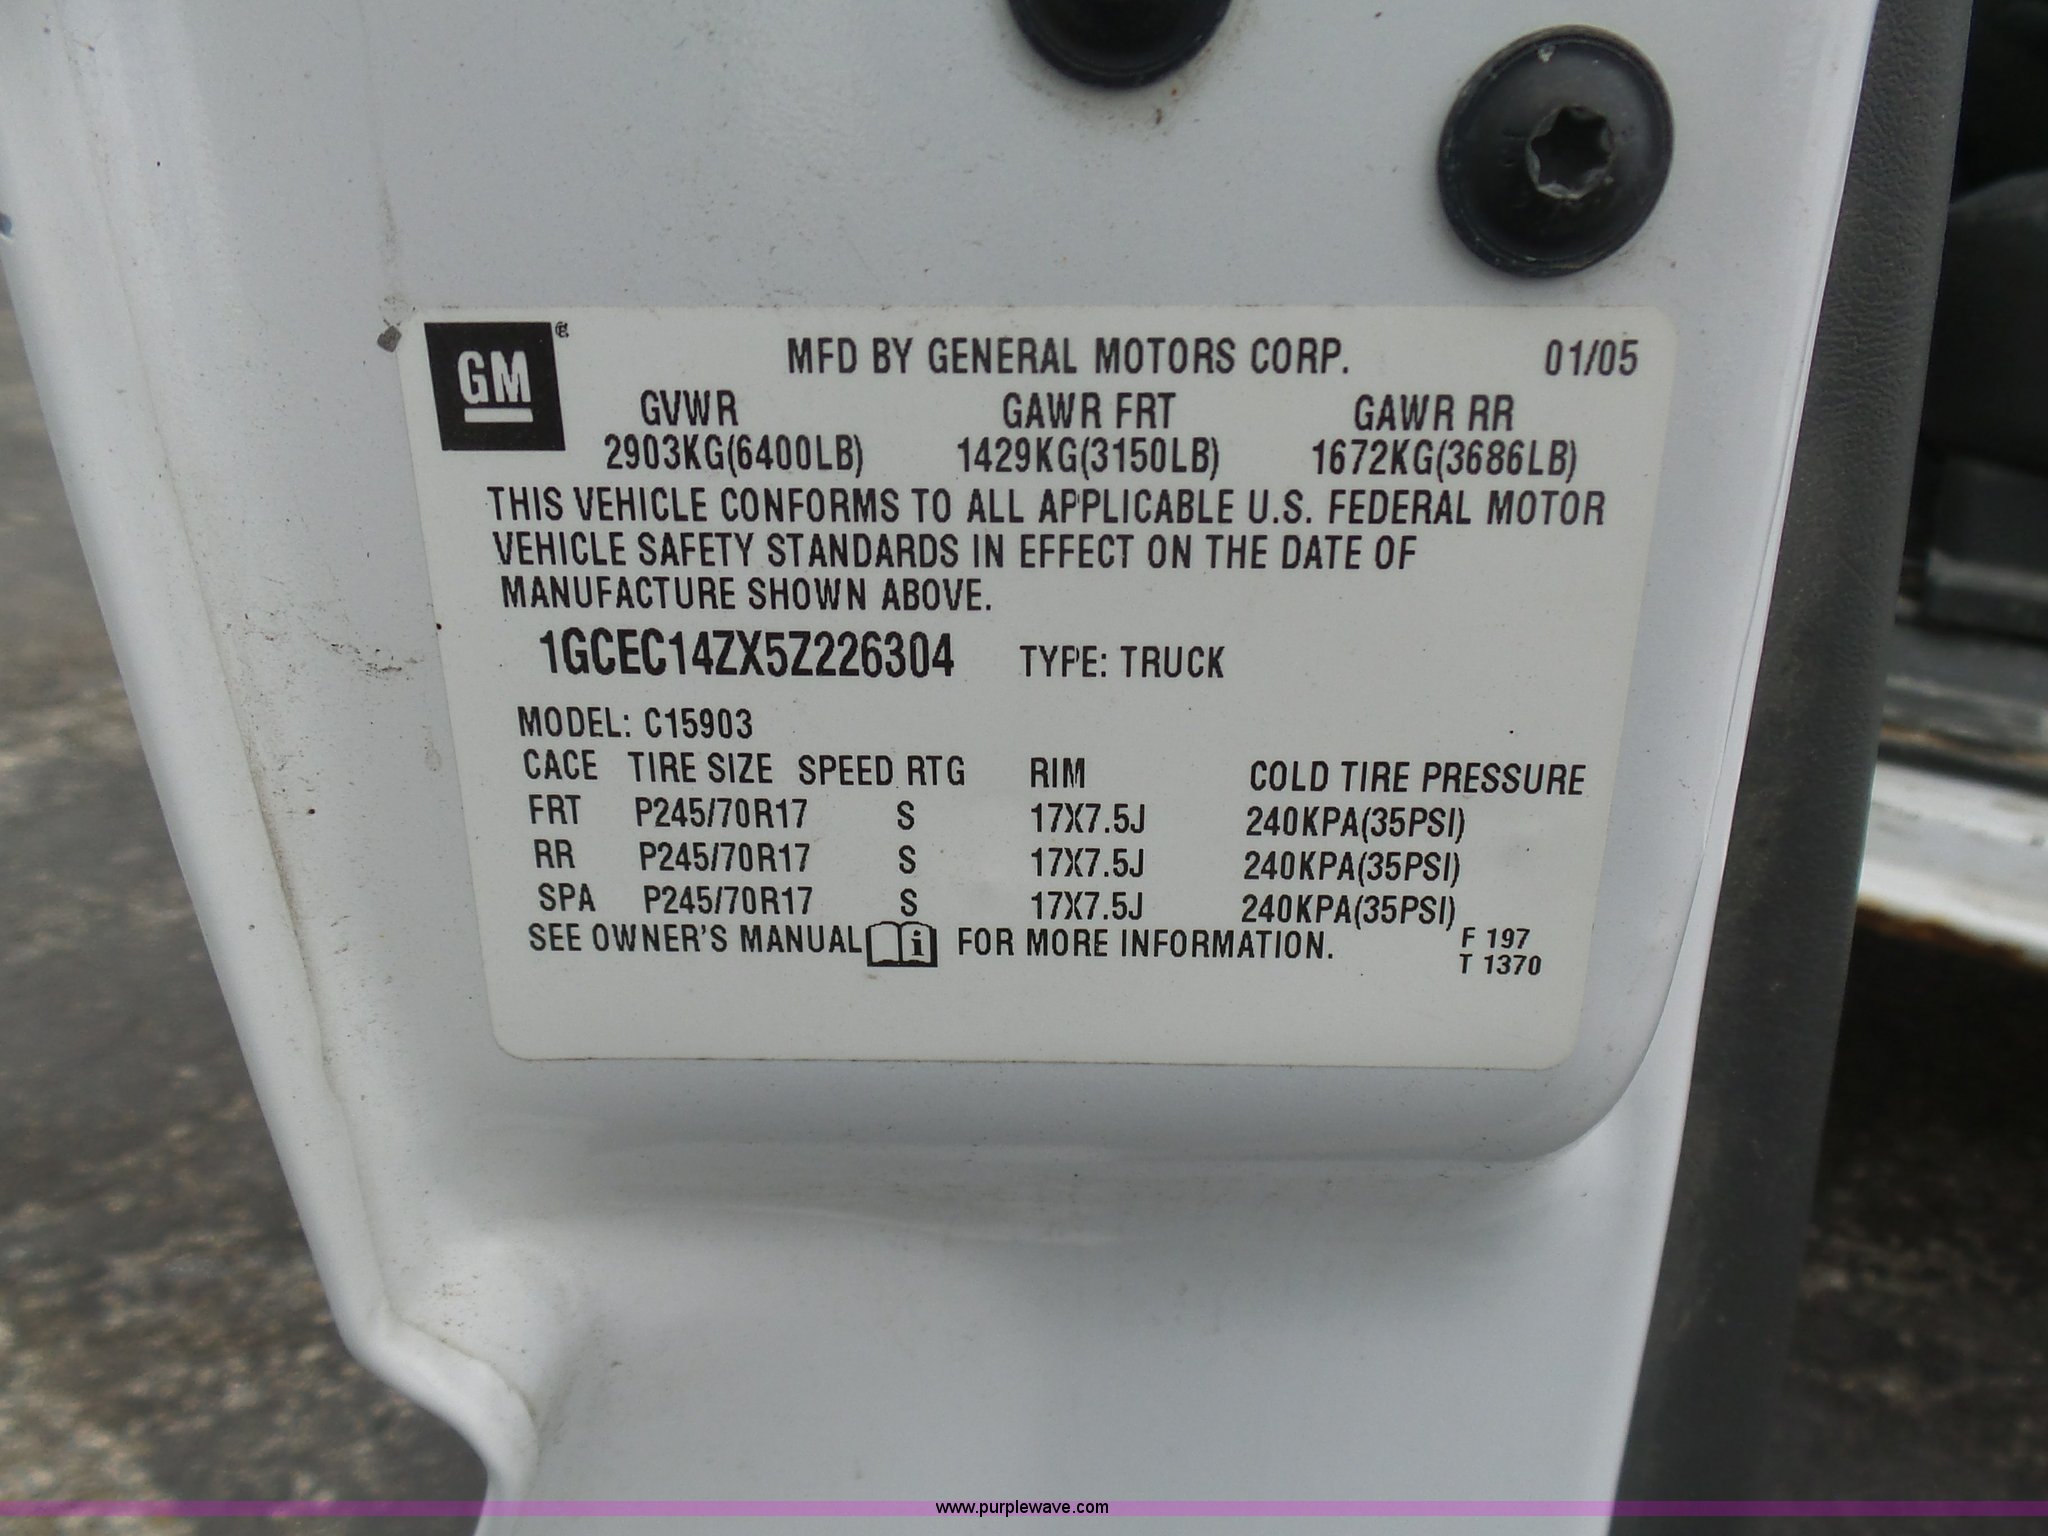 GM
MFD BY GENERAL MOTORS CORP. 01/05
GVWR GAWR FRT GAWR RR
2903KG(6400LB) 1429KG(3150LB) 1672KG(3686LB)
THIS VEHICLE CONFORMS TO ALL APPLICABLE U.S. FEDERAL MOTOR
VEHICLE SAFETY STANDARDS IN EFFECT ON THE DATE OF
MANUFACTURE SHOWN ABOVE.
1GCEC14ZX5Z226304 TYPE: TRUCK
MODEL: C15903
CACE TIRE SIZE SPEED RTG RIM COLD TIRE PRESSURE
FRT P245/70R17 S 17X7.5J 240KPA(35PSI)
RR P245/70R17 S 17X7.5J 240KPA(35PSI)
SPA P245/70R17 S 17X7.5J 240KPA(35PSI)
SEE OWNER'S MANUAL i FOR MORE INFORMATION. F 197
T 1370
www.purplewave.com